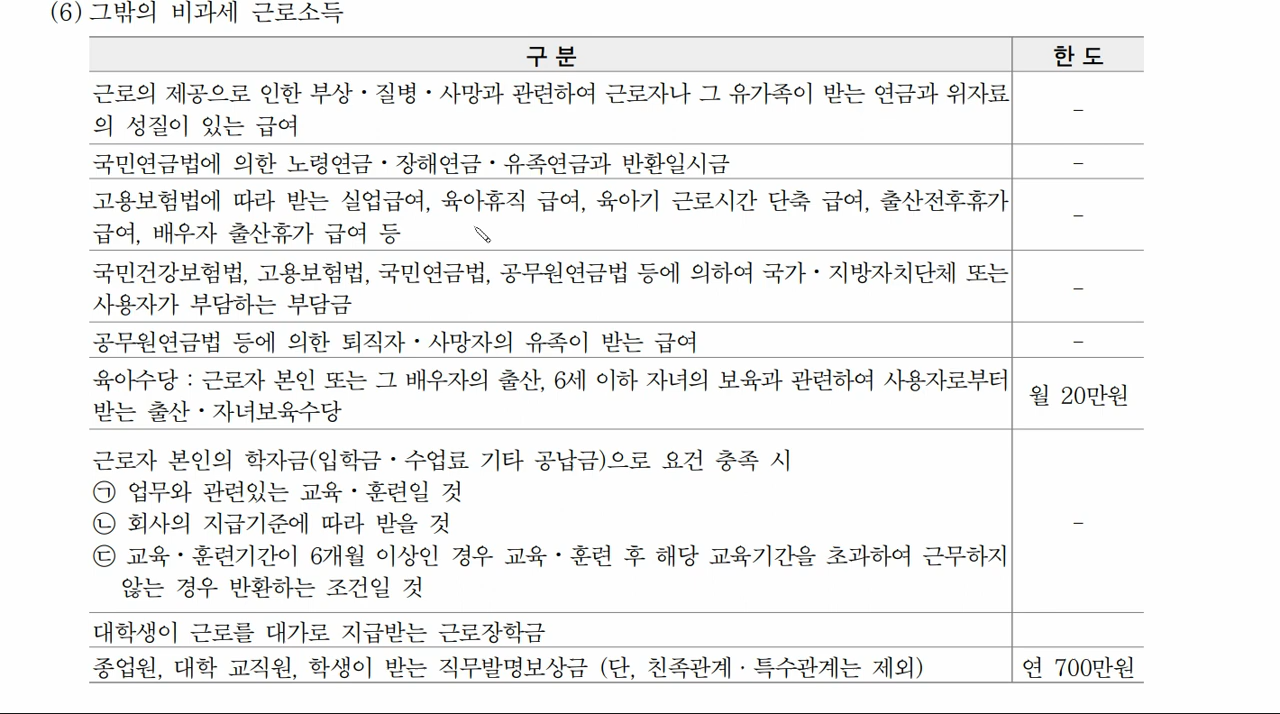 (6) 그밖의 비과세 근로소득
구 분
한 도
근로의 제공으로 인한 부상・질병・사망과 관련하여 근로자나 그 유가족이 받는 연금과 위자료
의 성질이 있는 급여
-
국민연금법에 의한 노령연금・장해연금・유족연금과 반환일시금
-
고용보험법에 따라 받는 실업급여, 육아휴직 급여, 육아기 근로시간 단축 급여, 출산전후휴가
급여, 배우자 출산휴가 급여 등
-
국민건강보험법, 고용보험법, 국민연금법, 공무원연금법 등에 의하여 국가・지방자치단체 또는
사용자가 부담하는 부담금
-
공무원연금법 등에 의한 퇴직자・사망자의 유족이 받는 급여
-
육아수당 : 근로자 본인 또는 그 배우자의 출산, 6세 이하 자녀의 보육과 관련하여 사용자로부터
받는 출산・자녀보육수당
월 20만원
근로자 본인의 학자금(입학금・수업료 기타 공납금)으로 요건 충족 시
㉠ 업무와 관련있는 교육・훈련일 것
㉡ 회사의 지급기준에 따라 받을 것
㉢ 교육・훈련기간이 6개월 이상인 경우 교육・훈련 후 해당 교육기간을 초과하여 근무하지
않는 경우 반환하는 조건일 것
-
대학생이 근로를 대가로 지급받는 근로장학금
종업원, 대학 교직원, 학생이 받는 직무발명보상금 (단, 친족관계·특수관계는 제외)
연 700만원